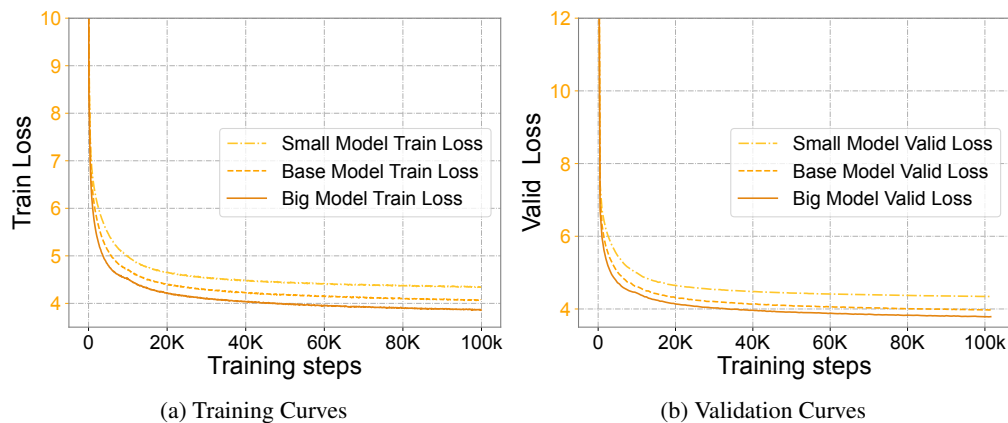 10
9
8
7
6
5
4
Train Loss
Small Model Train Loss
Base Model Train Loss
Big Model Train Loss
0 20K 40K 60K 80K 100k
Training steps
(a) Training Curves
12
10
8
6
4
Valid Loss
Small Model Valid Loss
Base Model Valid Loss
Big Model Valid Loss
0 20K 40K 60K 80K 100k
Training steps
(b) Validation Curves